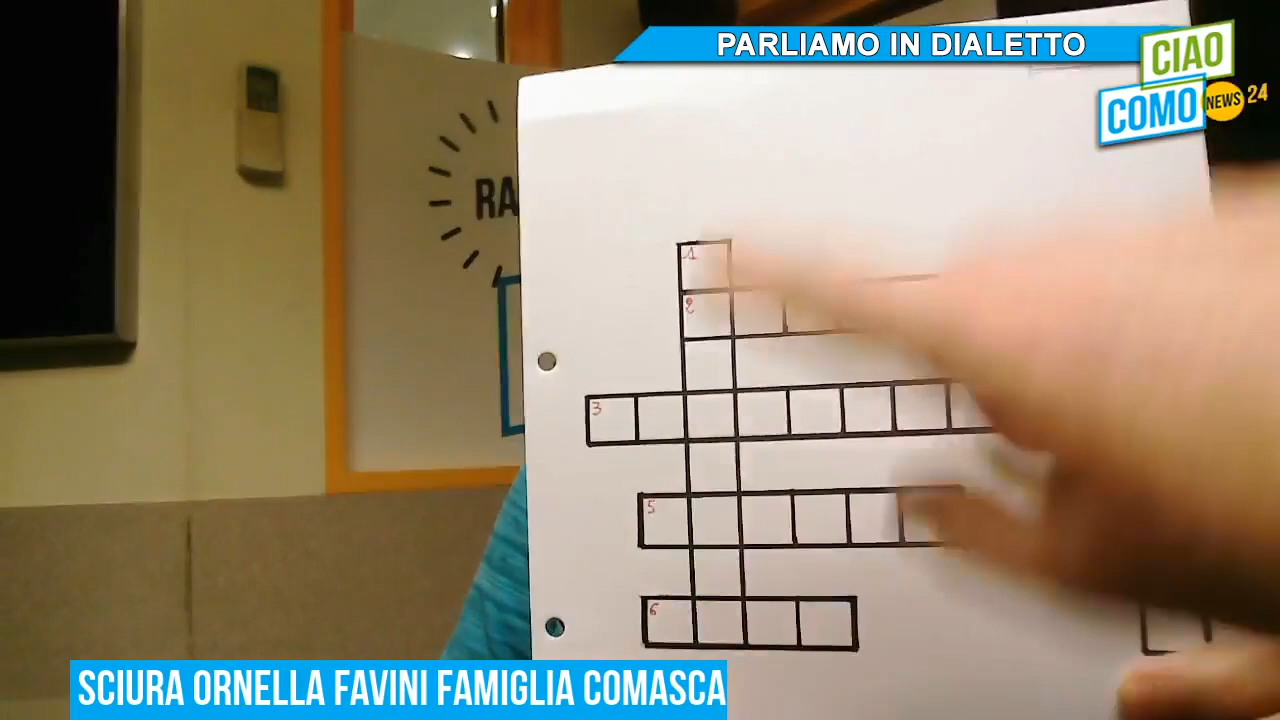 PARLIAMO IN DIALETTO
CIAO
COMO NEWS 24
RA
1
2
3
5
6
SCIURA ORNELLA FAVINI FAMIGLIA COMASCA